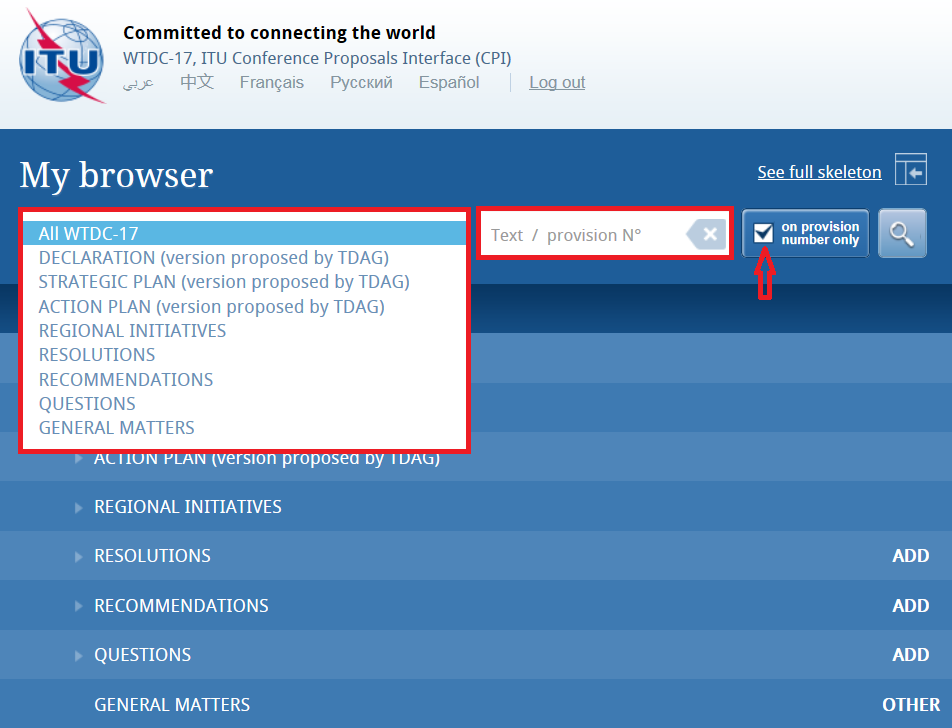 ITU
Committed to connecting the world
WTDC-17, ITU Conference Proposals Interface (CPI)
عربي 中文 Français Русский Español Log out
My browser
See full skeleton
All WTDC-17
DECLARATION (version proposed by TDAG)
STRATEGIC PLAN (version proposed by TDAG)
ACTION PLAN (version proposed by TDAG)
REGIONAL INITIATIVES
RESOLUTIONS
RECOMMENDATIONS
QUESTIONS
GENERAL MATTERS
Text / provision N°
on provision
number only
ACTION PLAN (version proposed by TDAG)
REGIONAL INITIATIVES
RESOLUTIONS ADD
RECOMMENDATIONS ADD
QUESTIONS ADD
GENERAL MATTERS OTHER